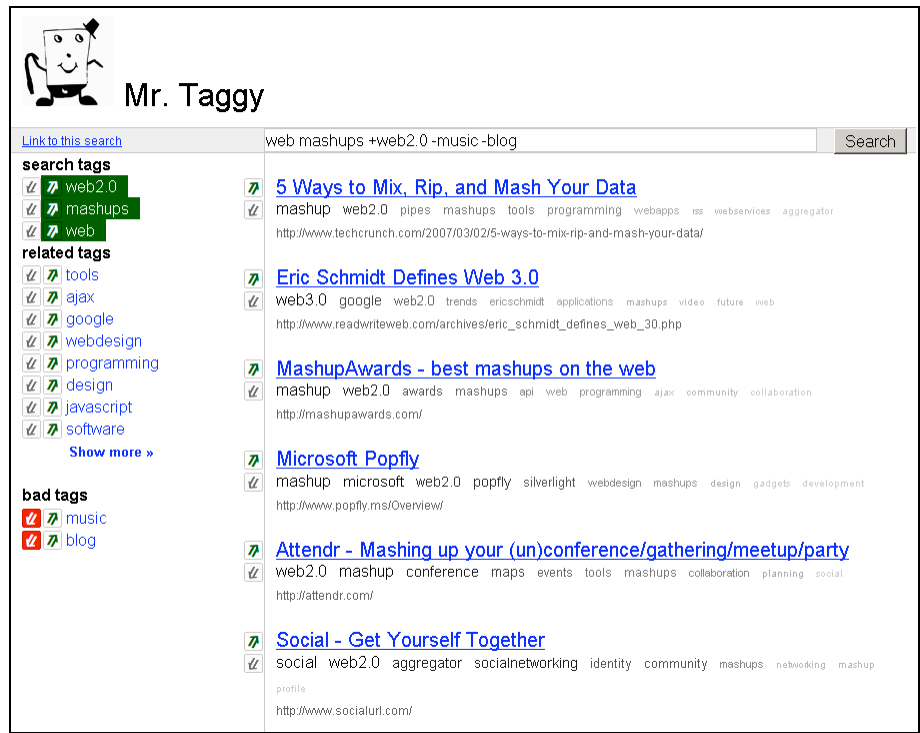 Mr. Taggy
Link to this search
web mashups +web2.0 -music -blog
Search
search tags
web2.0
mashups
web
related tags
tools
ajax
google
webdesign
programming
design
javascript
software
Show more »
bad tags
music
blog
5 Ways to Mix, Rip, and Mash Your Data
mashup web2.0 pipes mashups tools programming webapps rss webservices aggregator
http://www.techcrunch.com/2007/03/02/5-ways-to-mix-rip-and-mash-your-data/
Eric Schmidt Defines Web 3.0
web3.0 google web2.0 trends ericschmidt applications mashups video future web
http://www.readwriteweb.com/archives/eric_schmidt_defines_web_30.php
MashupAwards - best mashups on the web
mashup web2.0 awards mashups api web programming ajax community collaboration
http://mashupawards.com/
Microsoft Popfly
mashup microsoft web2.0 popfly silverlight webdesign mashups design gadgets development
http://www.popfly.ms/Overview/
Attendr - Mashing up your (un)conference/gathering/meetup/party
web2.0 mashup conference maps events tools mashups collaboration planning social
http://attendr.com/
Social - Get Yourself Together
social web2.0 aggregator socialnetworking identity community mashups networking mashup
profile
http://www.socialurl.com/